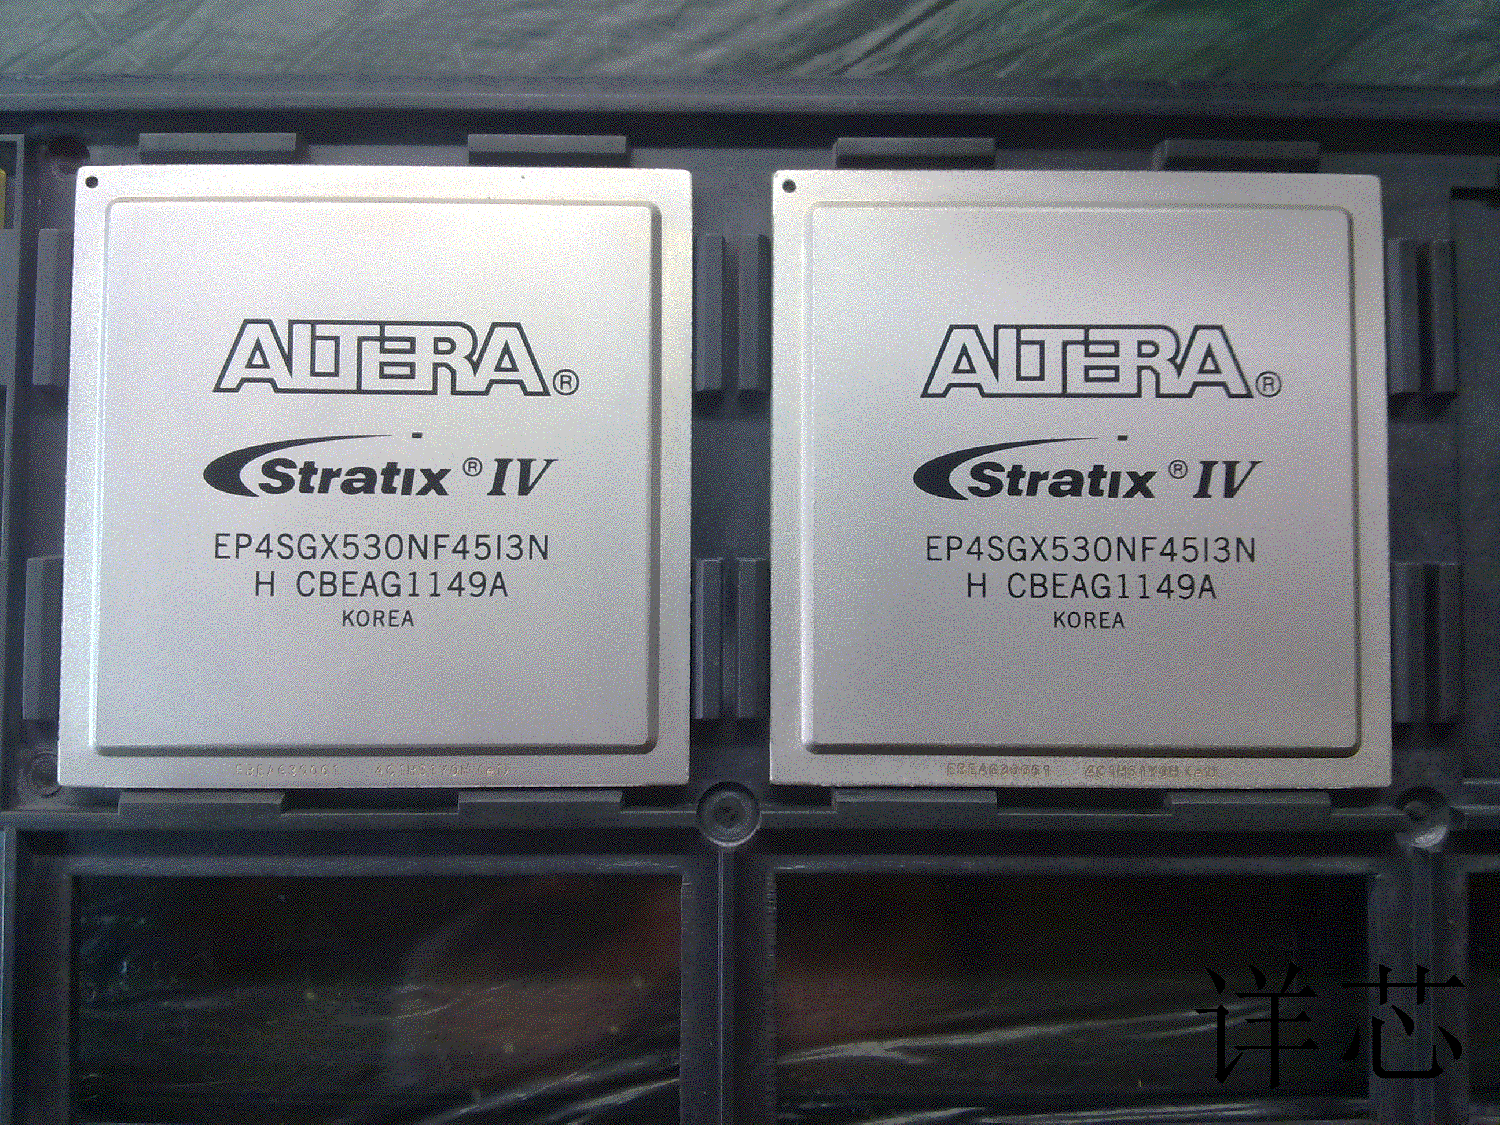 ALTERA®
Stratix® IV
EP4SGX530NF45I3N
H CBEAG1149A
KOREA
ALTERA®
Stratix® IV
EP4SGX530NF45I3N
H CBEAG1149A
KOREA
详芯